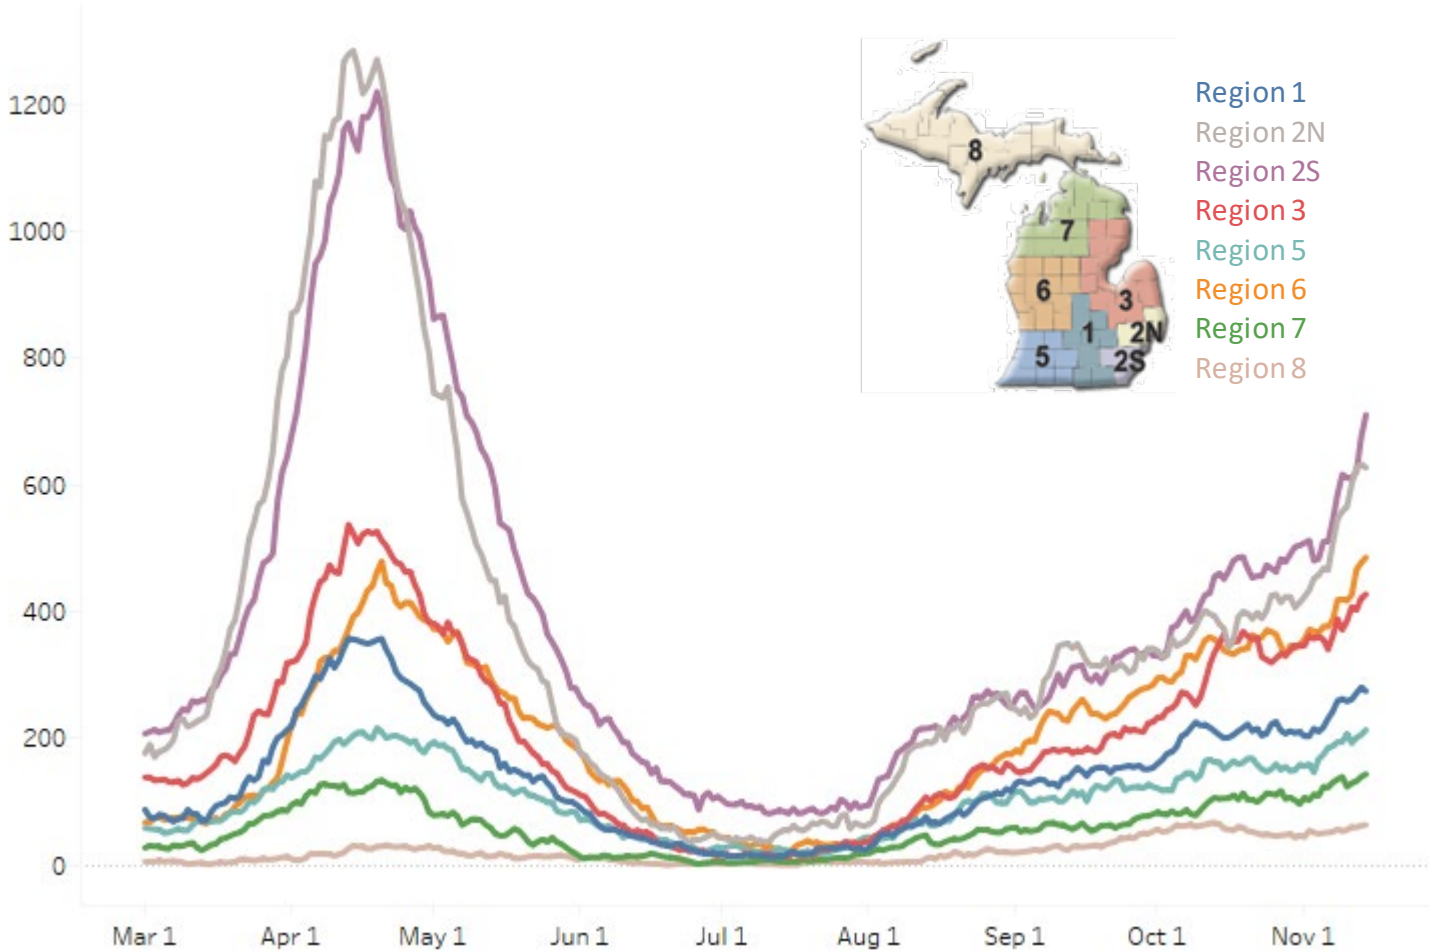 1200
1000
800
600
400
200
0
Mar 1 Apr 1 May 1 Jun 1 Jul 1 Aug 1 Sep 1 Oct 1 Nov 1
8
7
6
3
1
2N
5
2S
Region 1
Region 2N
Region 2S
Region 3
Region 5
Region 6
Region 7
Region 8